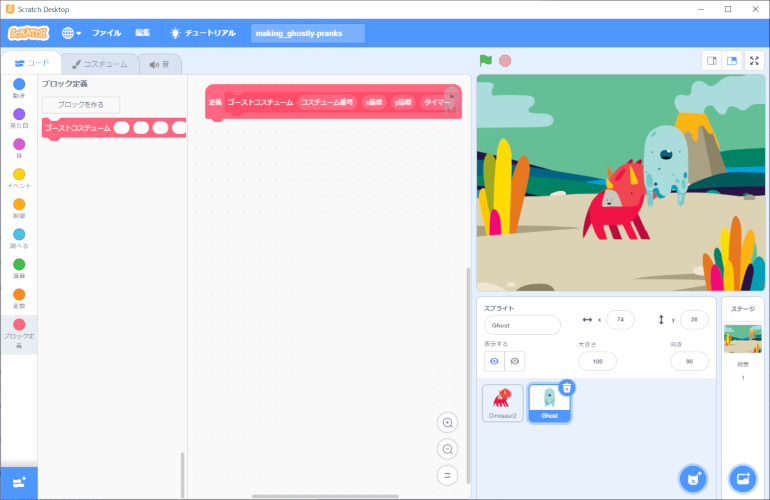 Scratch Desktop
SCRATCH
ファイル 編集 チュートリアル making_ghostly-pranks
コード コスチューム 音
ブロック定義
ブロックを作る
ゴーストコスチューム
動き
見た目
音
イベント
制御
調べる
演算
変数
ブロック定義
定義 ゴーストコスチューム コスチューム番号 x座標 y座標 タイマー
スプライト
Ghost
x 74 y 28
表示する 大きさ 100 向き 90
Dinosaur2
Ghost
ステージ
背景
1